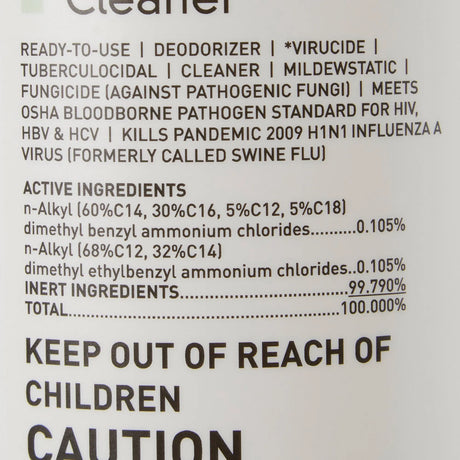 Cleaner
READY-TO-USE | DEODORIZER | *VIRUCIDE |
TUBERCULOCIDAL | CLEANER | MILDEWSTATIC |
FUNGICIDE (AGAINST PATHOGENIC FUNGI) | MEETS
OSHA BLOODBORNE PATHOGEN STANDARD FOR HIV,
HBV & HCV | KILLS PANDEMIC 2009 H1N1 INFLUENZA A
VIRUS (FORMERLY CALLED SWINE FLU)
ACTIVE INGREDIENTS
n-Alkyl (60%C14, 30%C16, 5%C12, 5%C18)
dimethyl benzyl ammonium chlorides..........0.105%
n-Alkyl (68%C12, 32%C14)
dimethyl ethylbenzyl ammonium chlorides..0.105%
INERT INGREDIENTS..............................99.790%
TOTAL.................................................100.000%
KEEP OUT OF REACH OF
CHILDREN
CAUTION